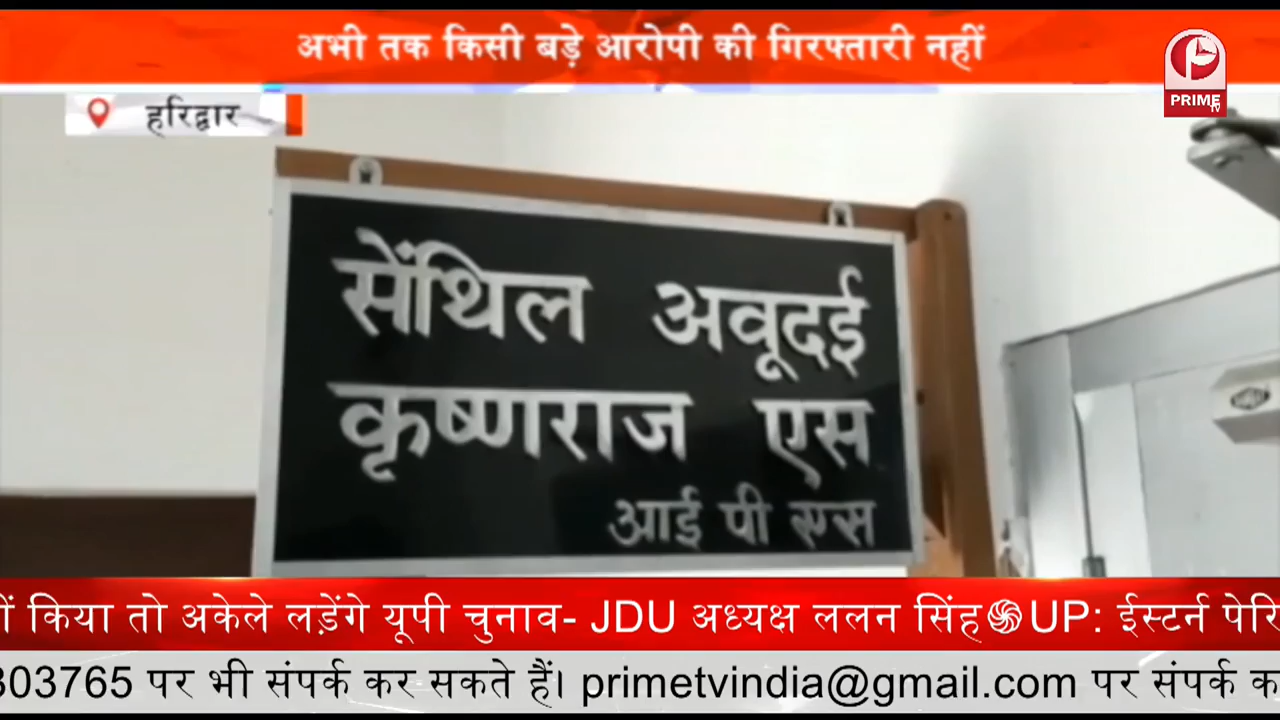 अभी तक किसी बड़े आरोपी की गिरफ्तारी नहीं
PRIME
TV
हरिद्वार
सेंथिल अवूदई
कृष्णराज एस
आई पी एस
किया तो अकेले लड़ेंगे यूपी चुनाव- JDU अध्यक्ष ललन सिंह UP: ईस्टर्न
303765 पर भी संपर्क कर सकते हैं। primetvindia@gmail.com पर संपर्क